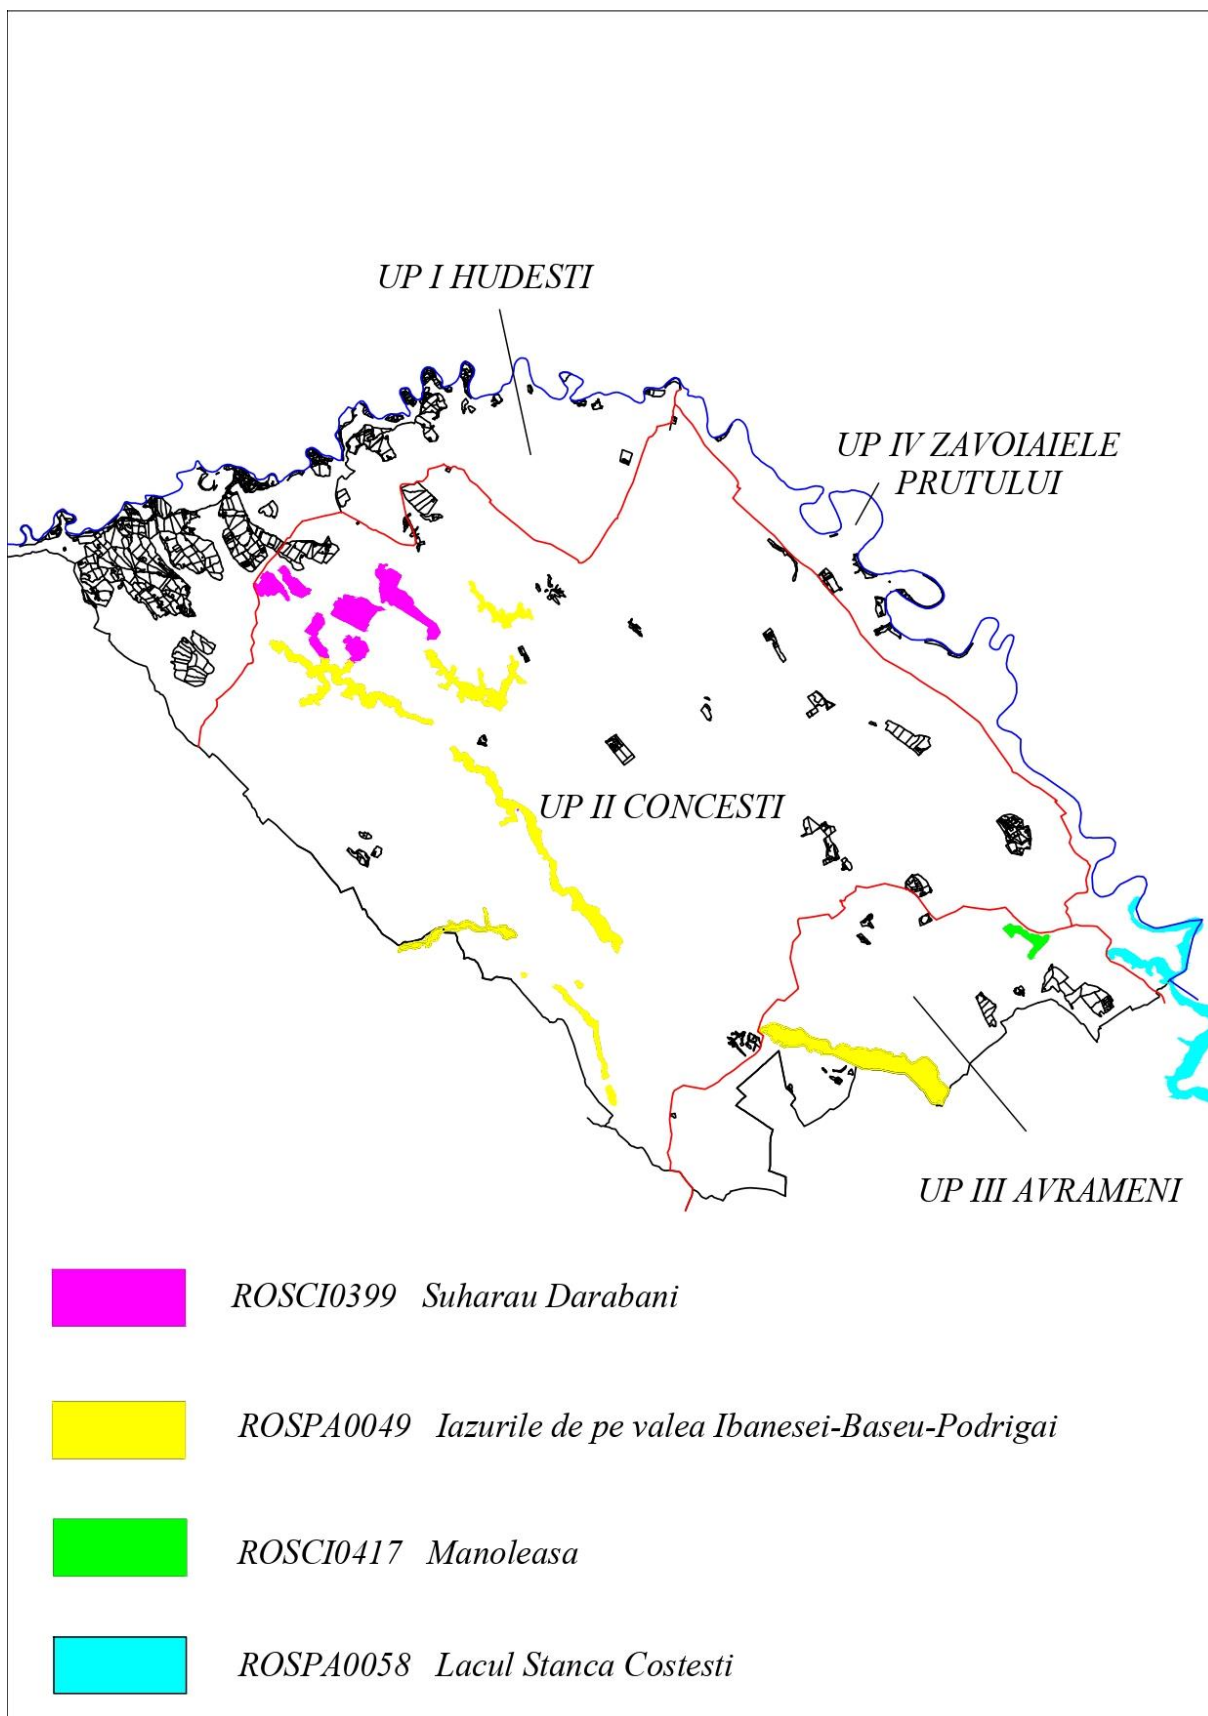 UP I HUDESTI
UP IV ZAVOIAIELE
PRUTULUI
UP II CONCESTI
UP III AVRAMENI
ROSCI0399 Suharau Darabani
ROSPA0049 Iazurile de pe valea Ibanesei-Baseu-Podrigai
ROSCI0417 Manoleasa
ROSPA0058 Lacul Stanca Costesti